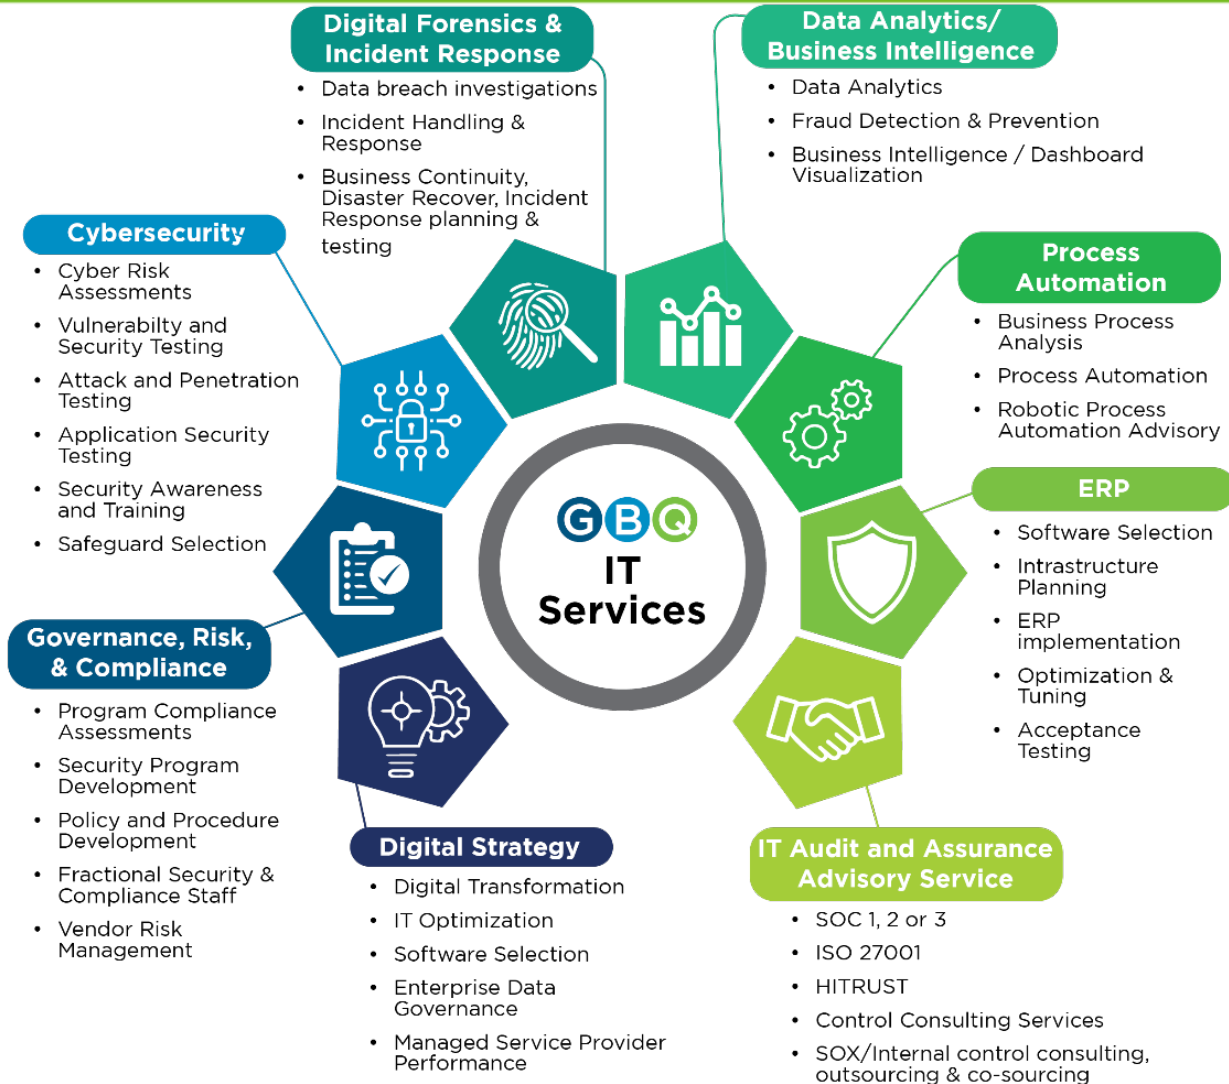 Digital Forensics &
Incident Response
• Data breach investigations
• Incident Handling &
Response
• Business Continuity,
Disaster Recover, Incident
Response planning &
testing
Data Analytics/
Business Intelligence
• Data Analytics
• Fraud Detection & Prevention
• Business Intelligence / Dashboard
Visualization
Cybersecurity
• Cyber Risk
Assessments
• Vulnerabilty and
Security Testing
• Attack and Penetration
Testing
• Application Security
Testing
• Security Awareness
and Training
• Safeguard Selection
Process
Automation
• Business Process
Analysis
• Process Automation
• Robotic Process
Automation Advisory
GBQ
IT
Services
ERP
• Software Selection
• Intrastructure
Planning
• ERP
implementation
• Optimization &
Tuning
• Acceptance
Testing
Governance, Risk,
& Compliance
• Program Compliance
Assessments
• Security Program
Development
• Policy and Procedure
Development
• Fractional Security &
Compliance Staff
• Vendor Risk
Management
Digital Strategy
• Digital Transformation
• IT Optimization
• Software Selection
• Enterprise Data
Governance
• Managed Service Provider
Performance
IT Audit and Assurance
Advisory Service
• SOC 1, 2 or 3
• ISO 27001
• HITRUST
• Control Consulting Services
• SOX/Internal control consulting,
outsourcing & co-sourcing